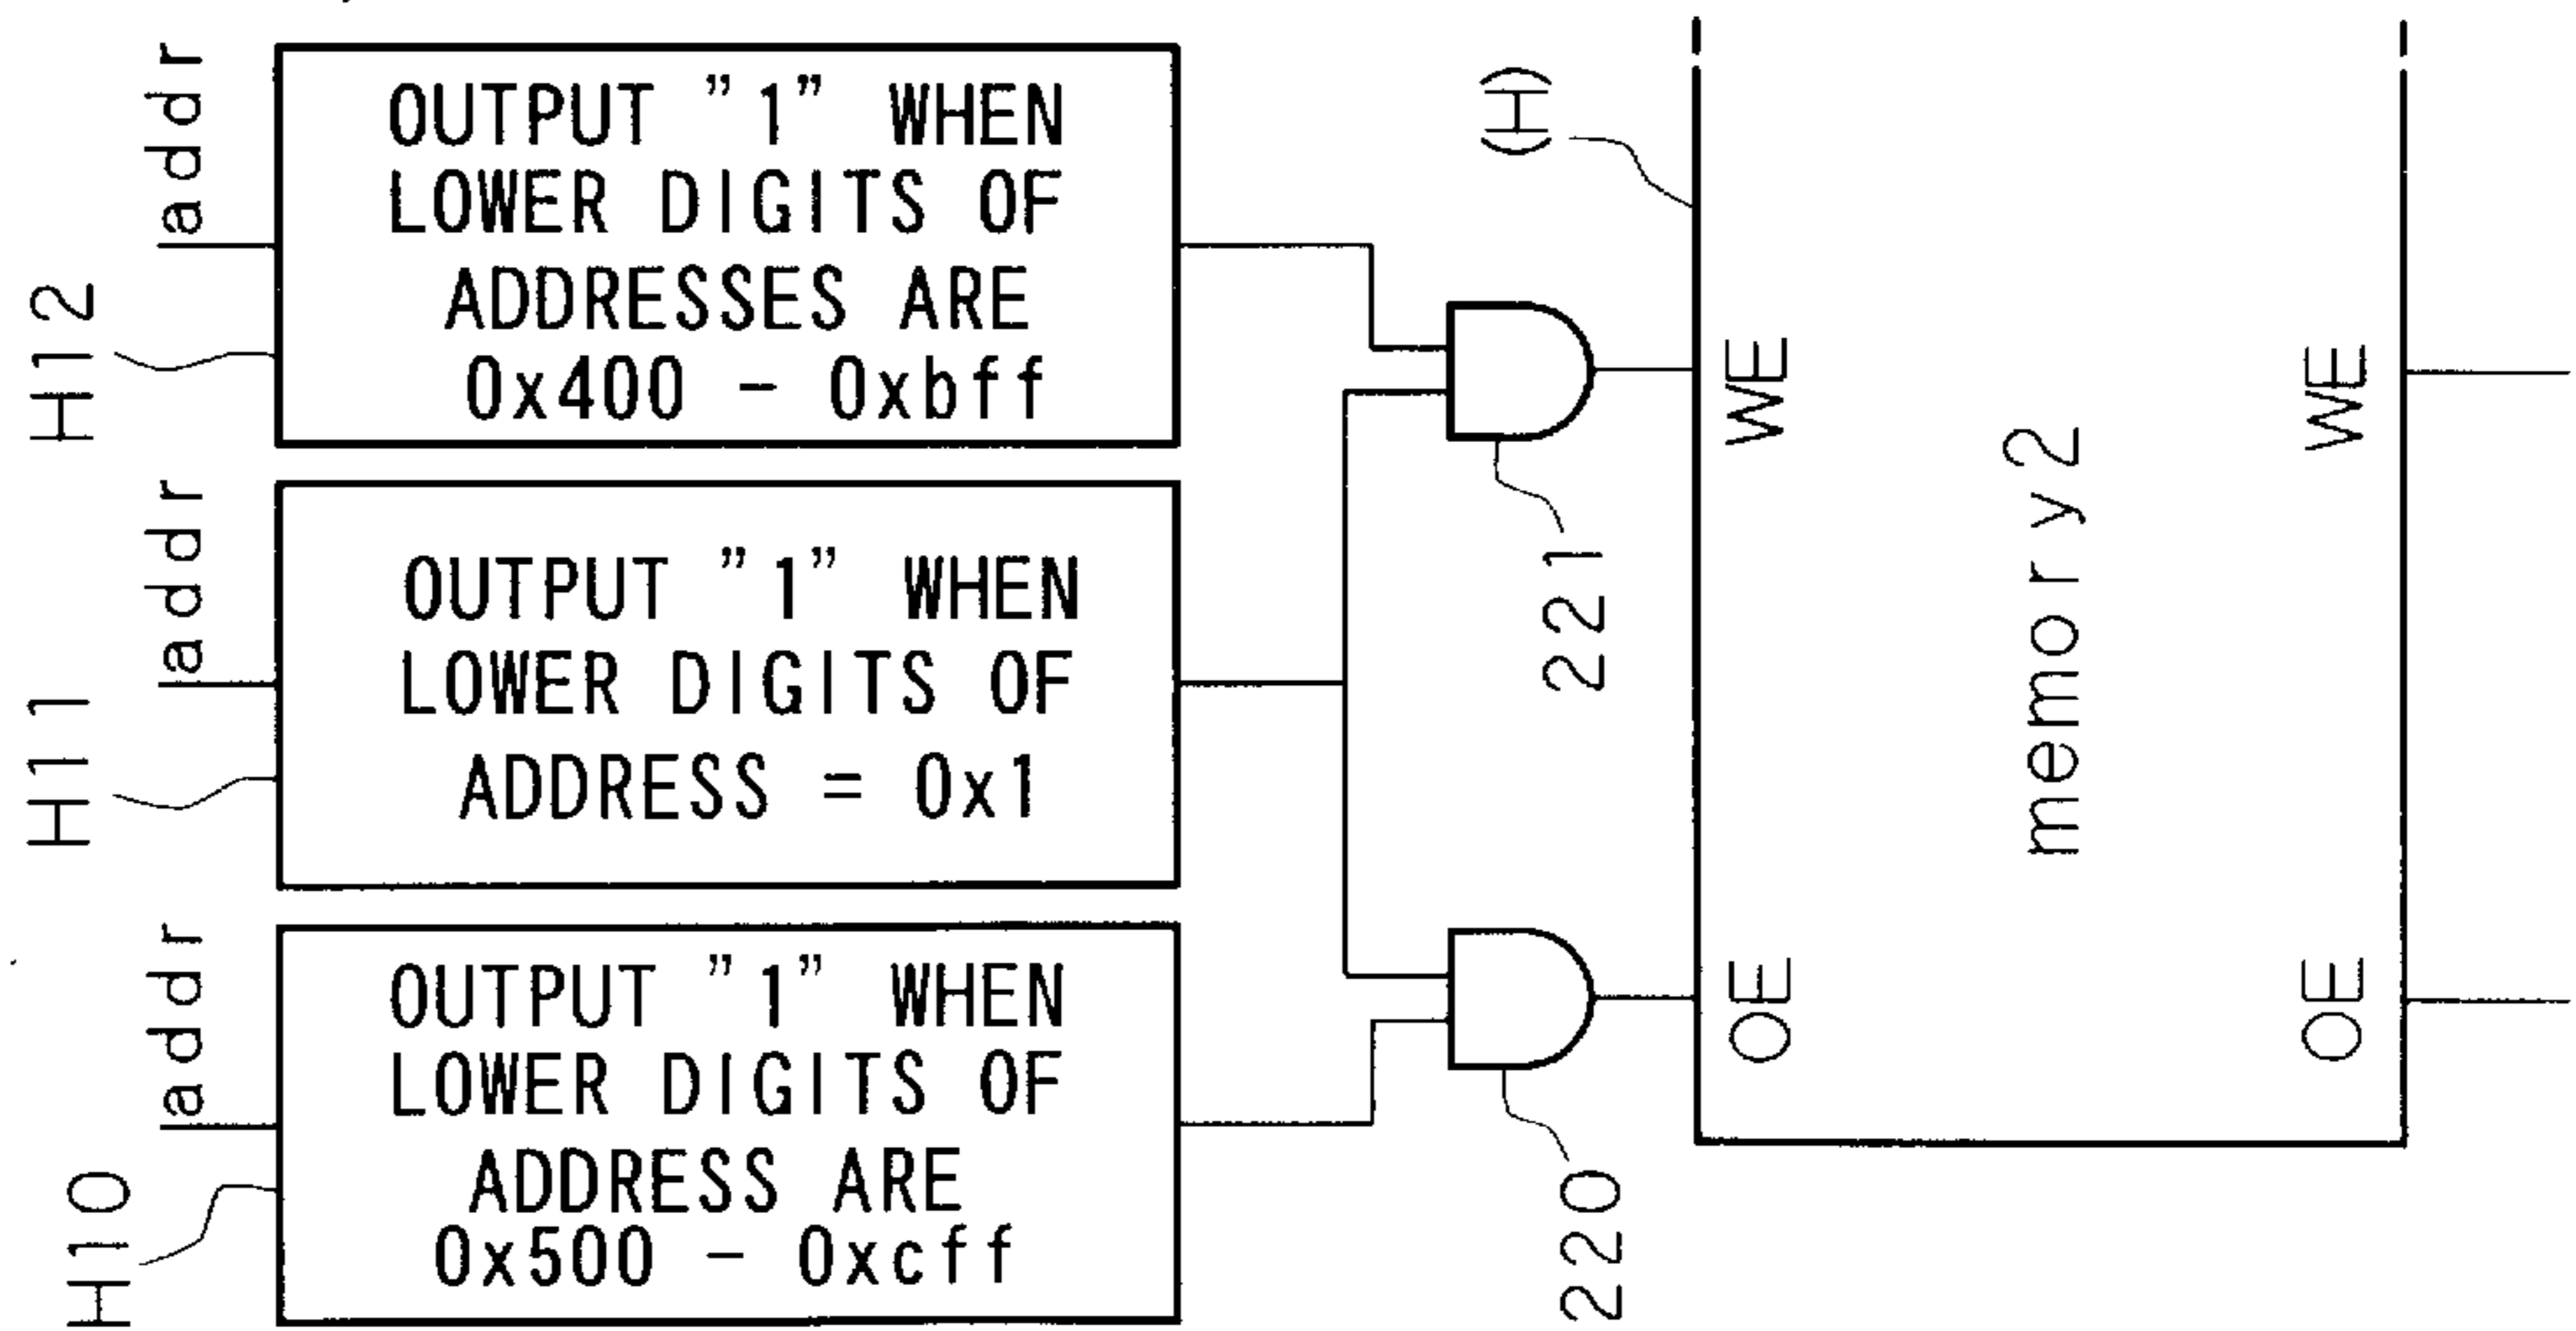 H12
addr
OUTPUT "1" WHEN
LOWER DIGITS OF
ADDRESSES ARE
0x400 - 0xbff
H11
addr
OUTPUT "1" WHEN
LOWER DIGITS OF
ADDRESS = 0x1
H10
addr
OUTPUT "1" WHEN
LOWER DIGITS OF
ADDRESS ARE
0x500 - 0xcff
221
220
(H)
WE
OE
memory2
WE
OE